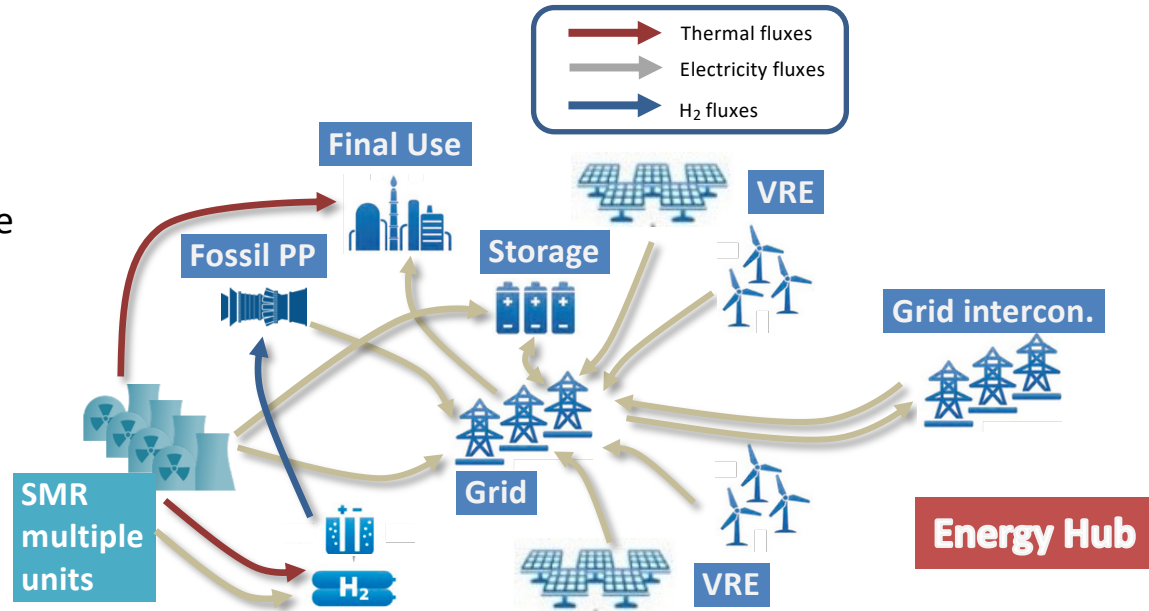 Thermal fluxes
Electricity fluxes
H₂ fluxes
Final Use
VRE
e
Fossil PP
Storage
Grid intercon.
Grid
SMR
multiple
units
+ -
H₂
VRE
Energy Hub